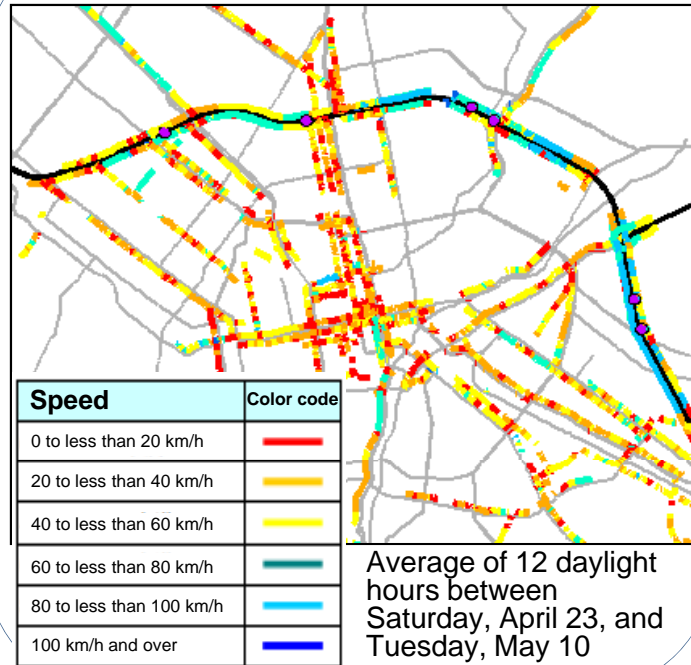 Speed Color code
0 to less than 20 km/h
20 to less than 40 km/h
40 to less than 60 km/h
60 to less than 80 km/h
80 to less than 100 km/h
100 km/h and over
Average of 12 daylight
hours between
Saturday, April 23, and
Tuesday, May 10